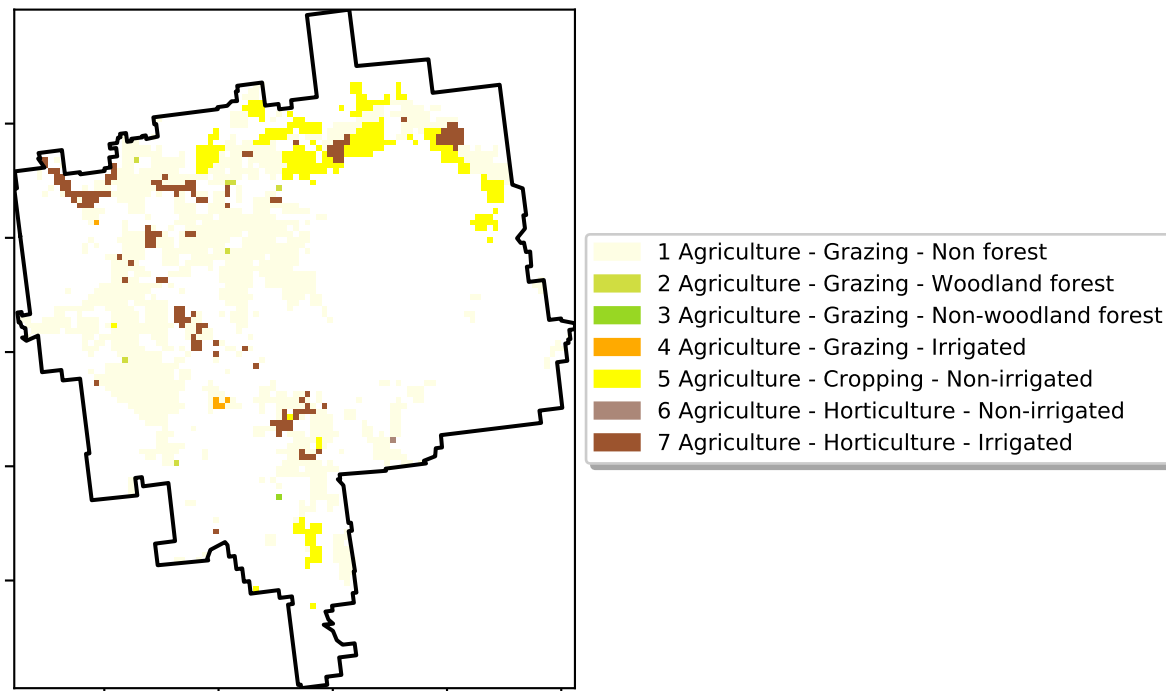 1 Agriculture - Grazing - Non forest
2 Agriculture - Grazing - Woodland forest
3 Agriculture - Grazing - Non-woodland forest
4 Agriculture - Grazing - Irrigated
5 Agriculture - Cropping - Non-irrigated
6 Agriculture - Horticulture - Non-irrigated
7 Agriculture - Horticulture - Irrigated